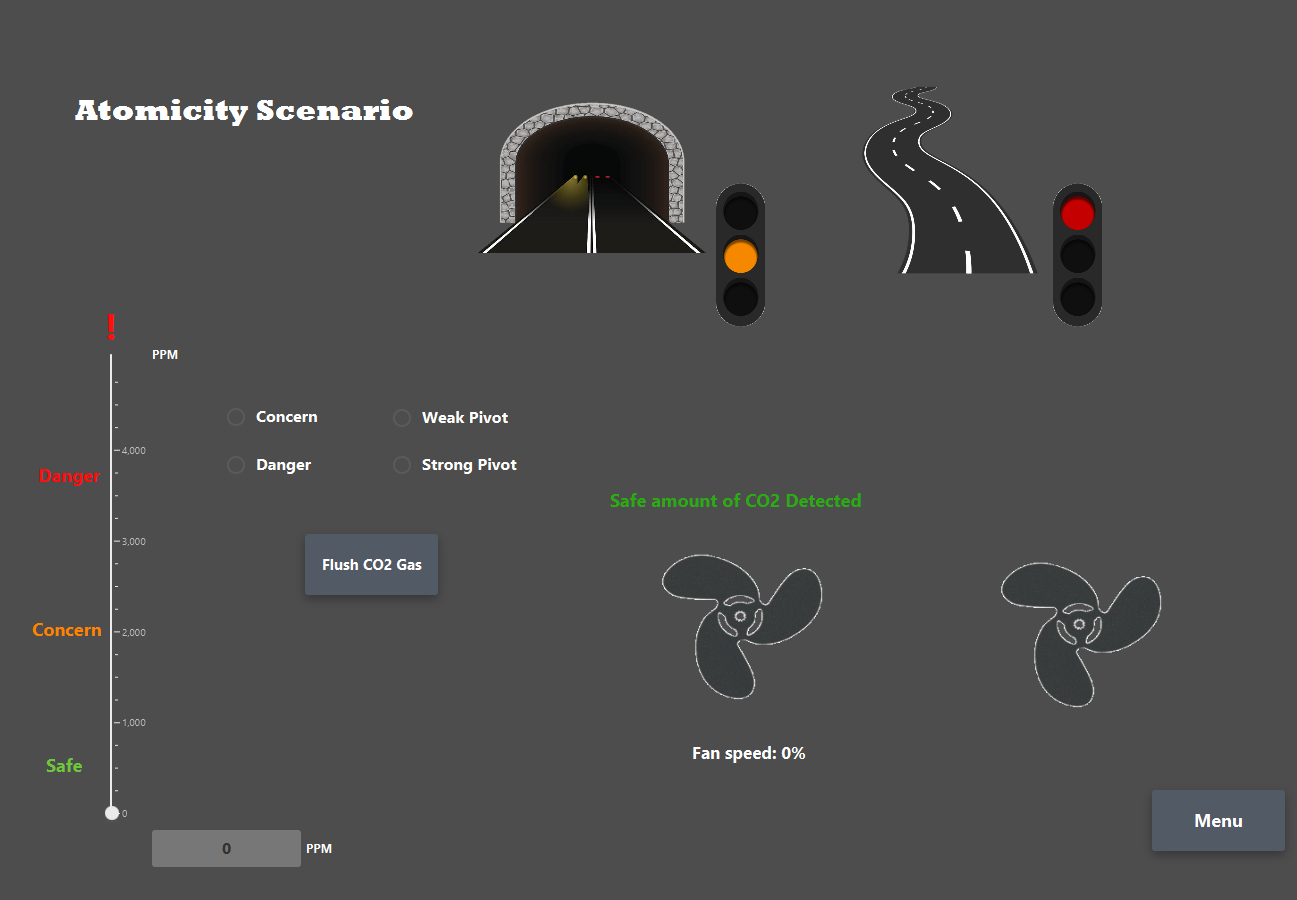 Atomicity Scenario
!
PPM
Concern
Weak Pivot
4,000
Danger
Strong Pivot
Danger
Safe amount of CO2 Detected
3,000
Flush CO2 Gas
Concern
2,000
1,000
Fan speed: 0%
Safe
0
Menu
0
PPM